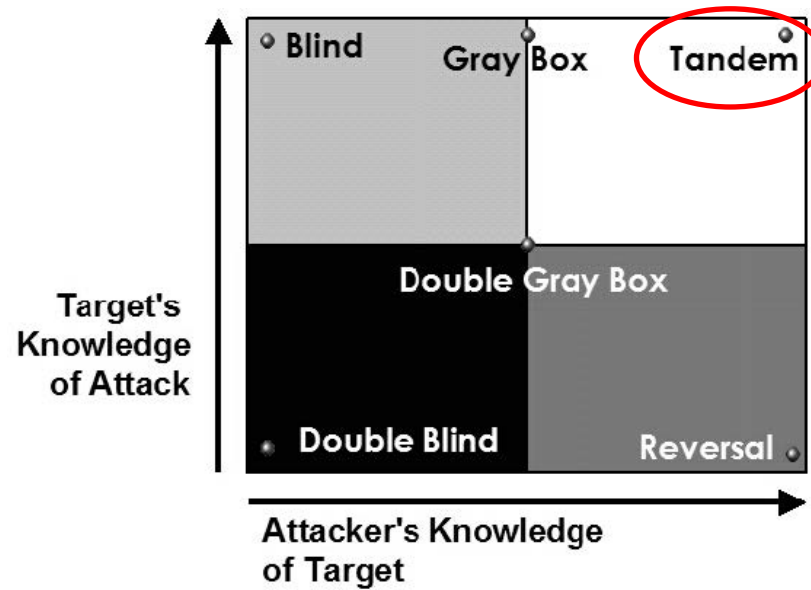 Blind
Gray Box
Tandem
Double Gray Box
Target's
Knowledge
of Attack
Double Blind
Reversal
Attacker's Knowledge
of Target